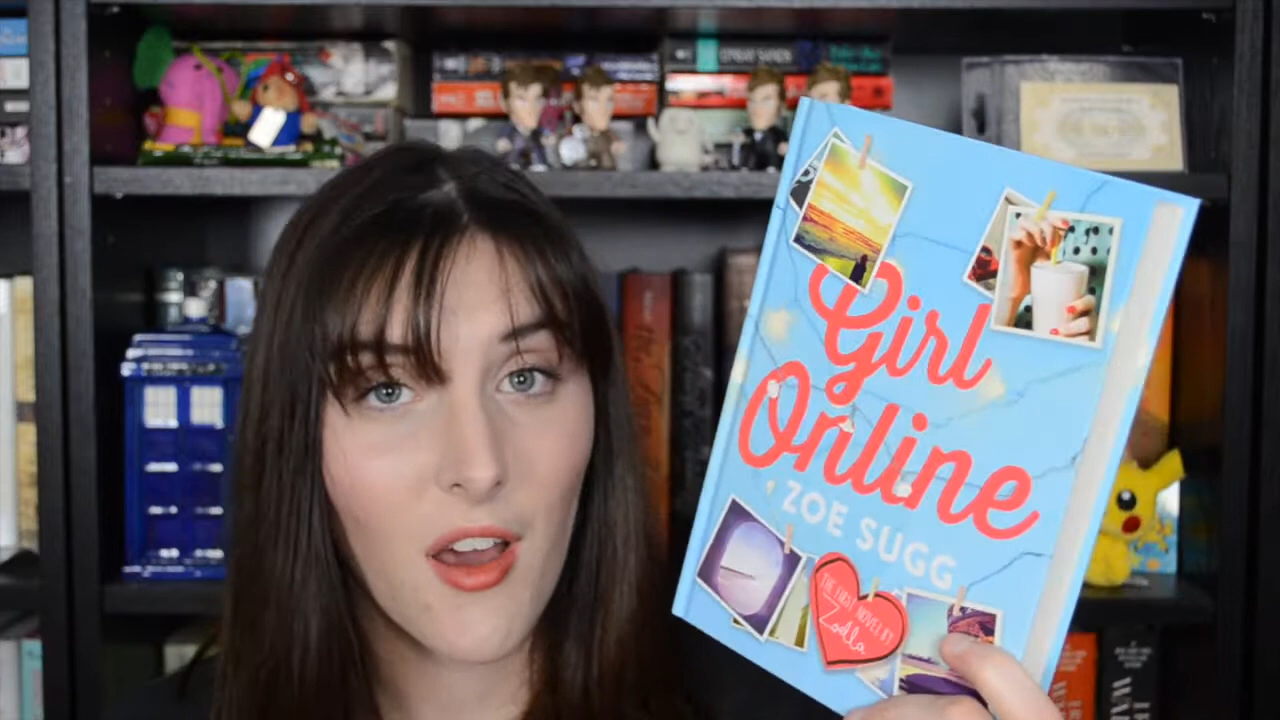 Girl
Online
ZOE SUGG
THE FIRST NOVEL BY
Zoella